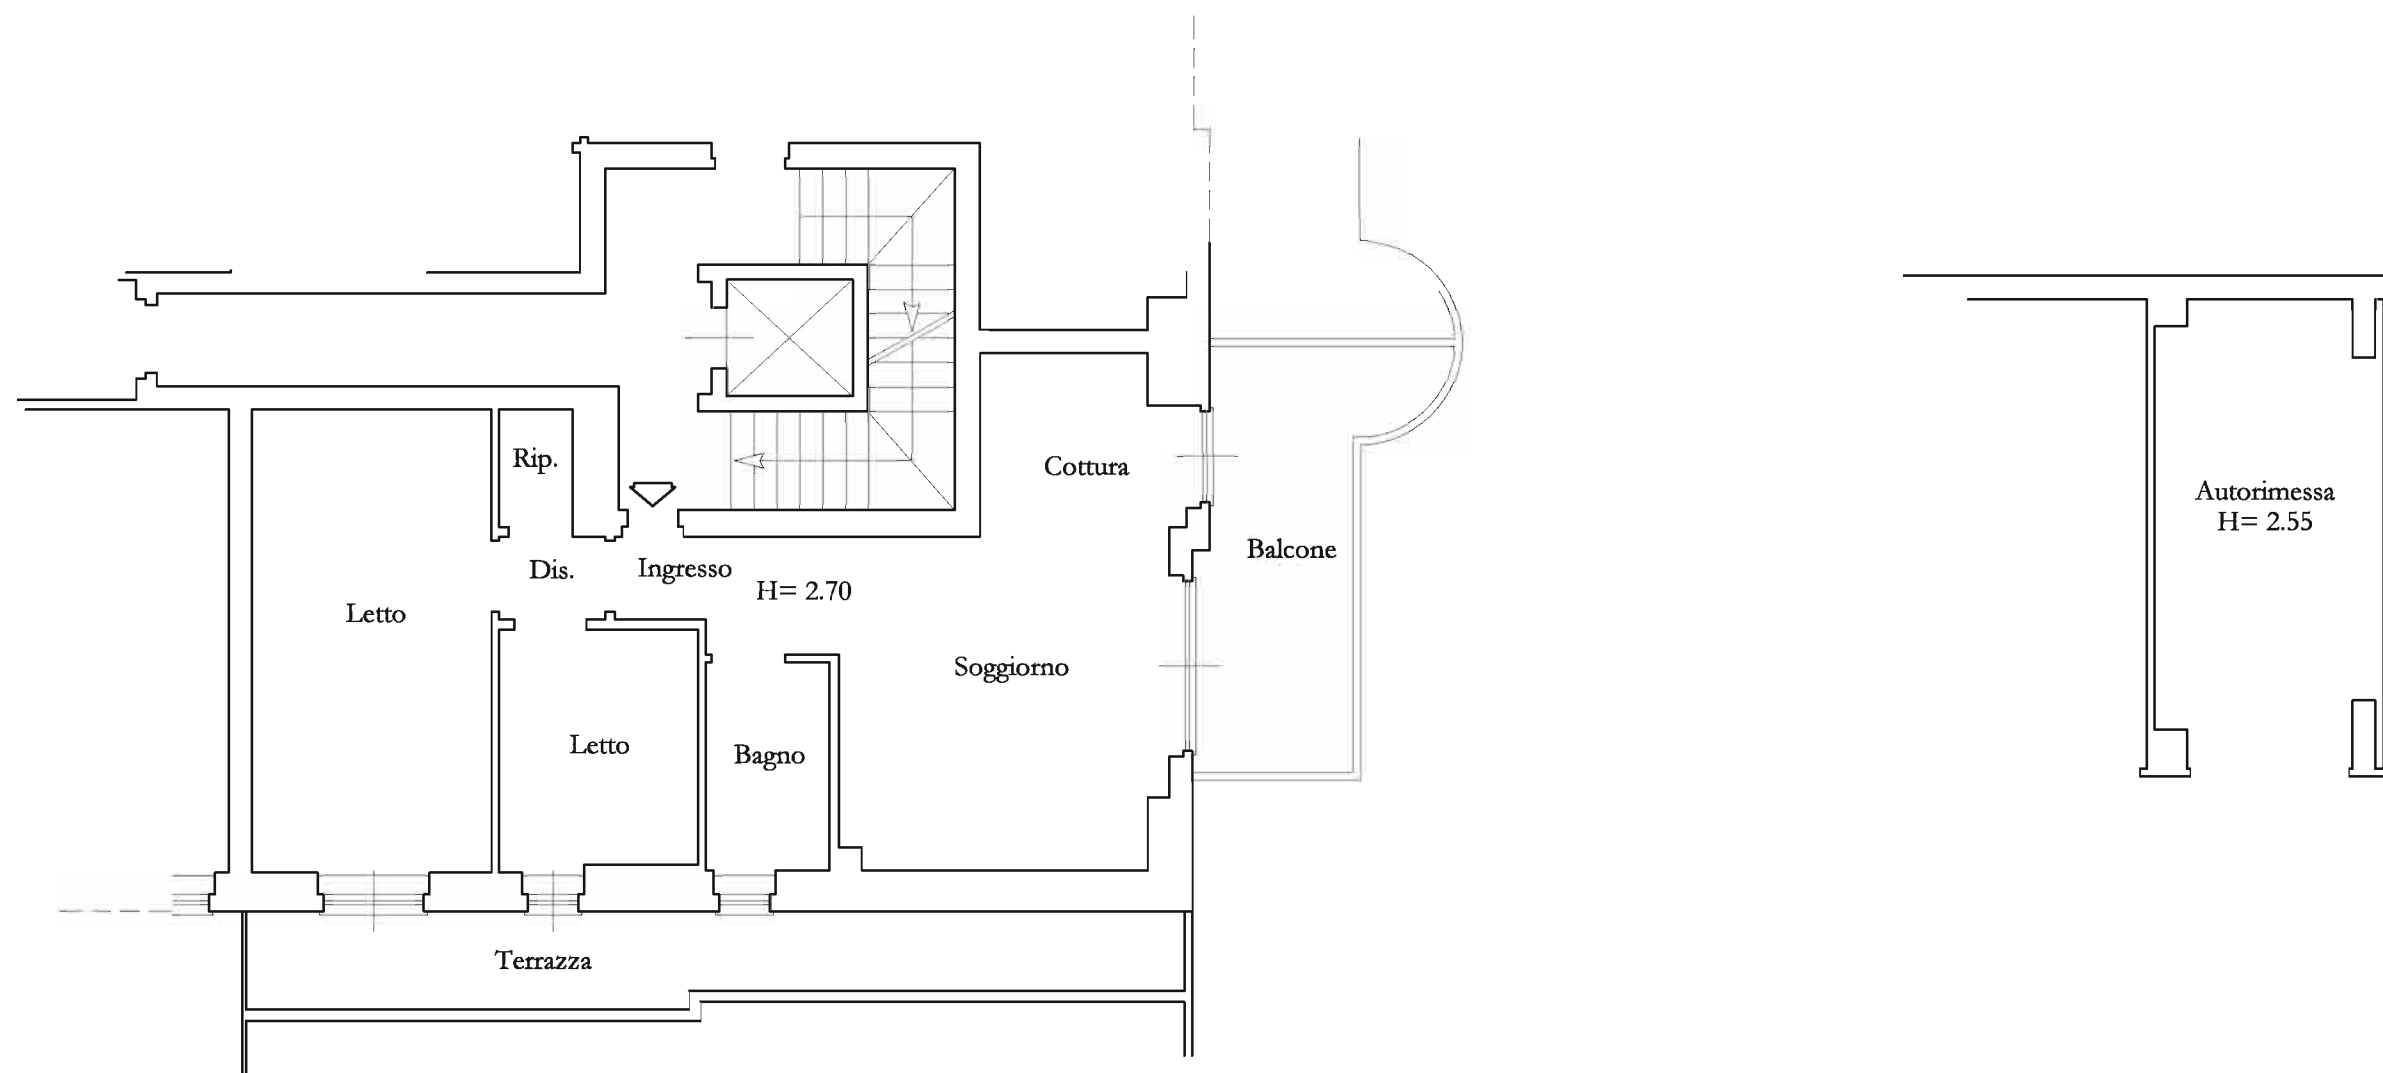 Rip.
Cottura
Autorimessa
H= 2.55
Balcone
Dis.
Ingresso
H= 2.70
Letto
Soggiorno
Letto
Bagno
Terrazza